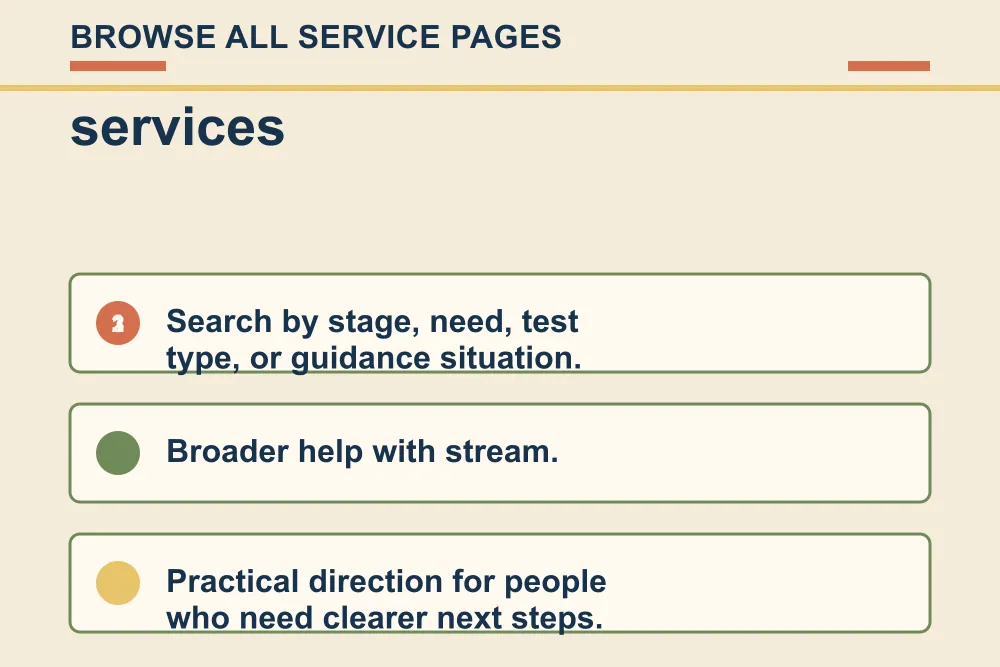 BROWSE ALL SERVICE PAGES
services
Search by stage, need, test
type, or guidance situation.
Broader help with stream.
Practical direction for people
who need clearer next steps.